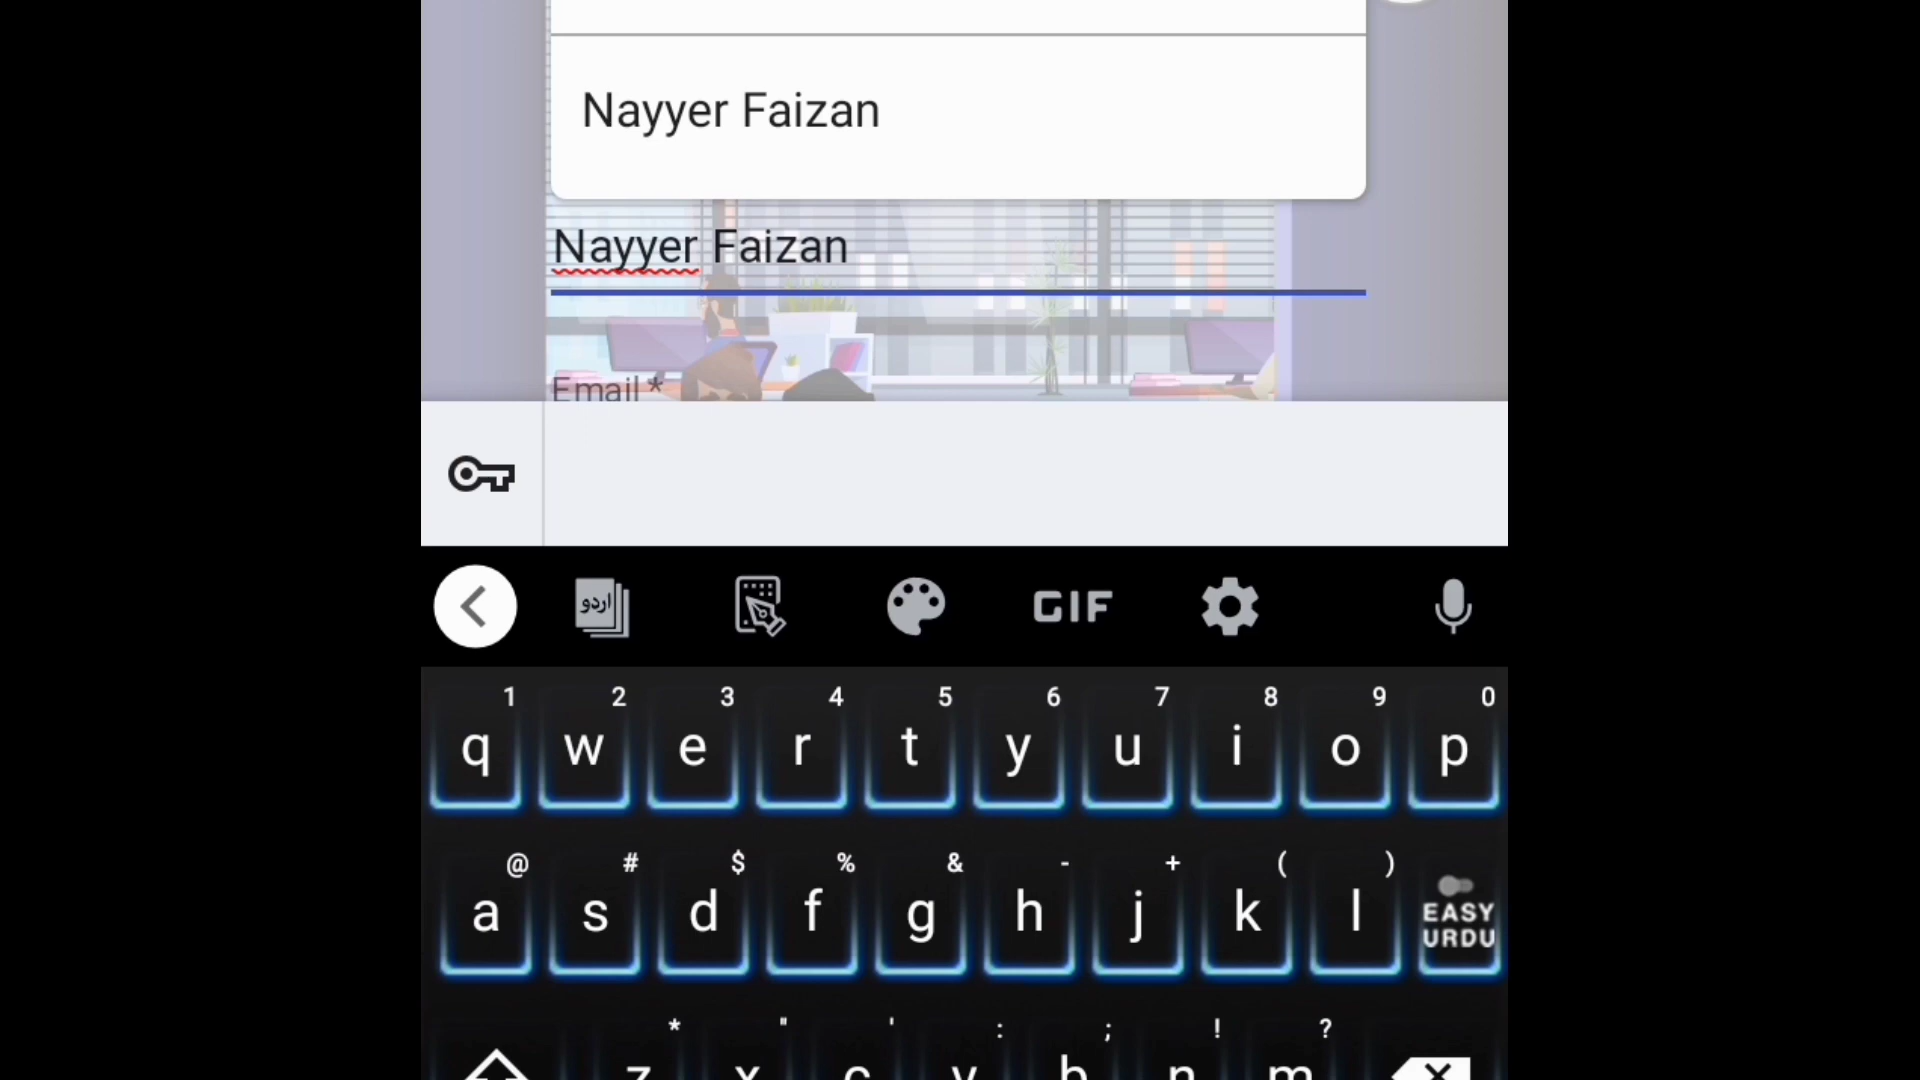 Nayyer Faizan
Nayyer Faizan
Email *
اردو
GIF
1 2 3 4 5 6 7 8 9 0
q w e r t y u i o p
@ # $ % & - + ( )
a s d f g h j k l
EASY
URDU
* " ' : ; ! ?
z x c v b n m